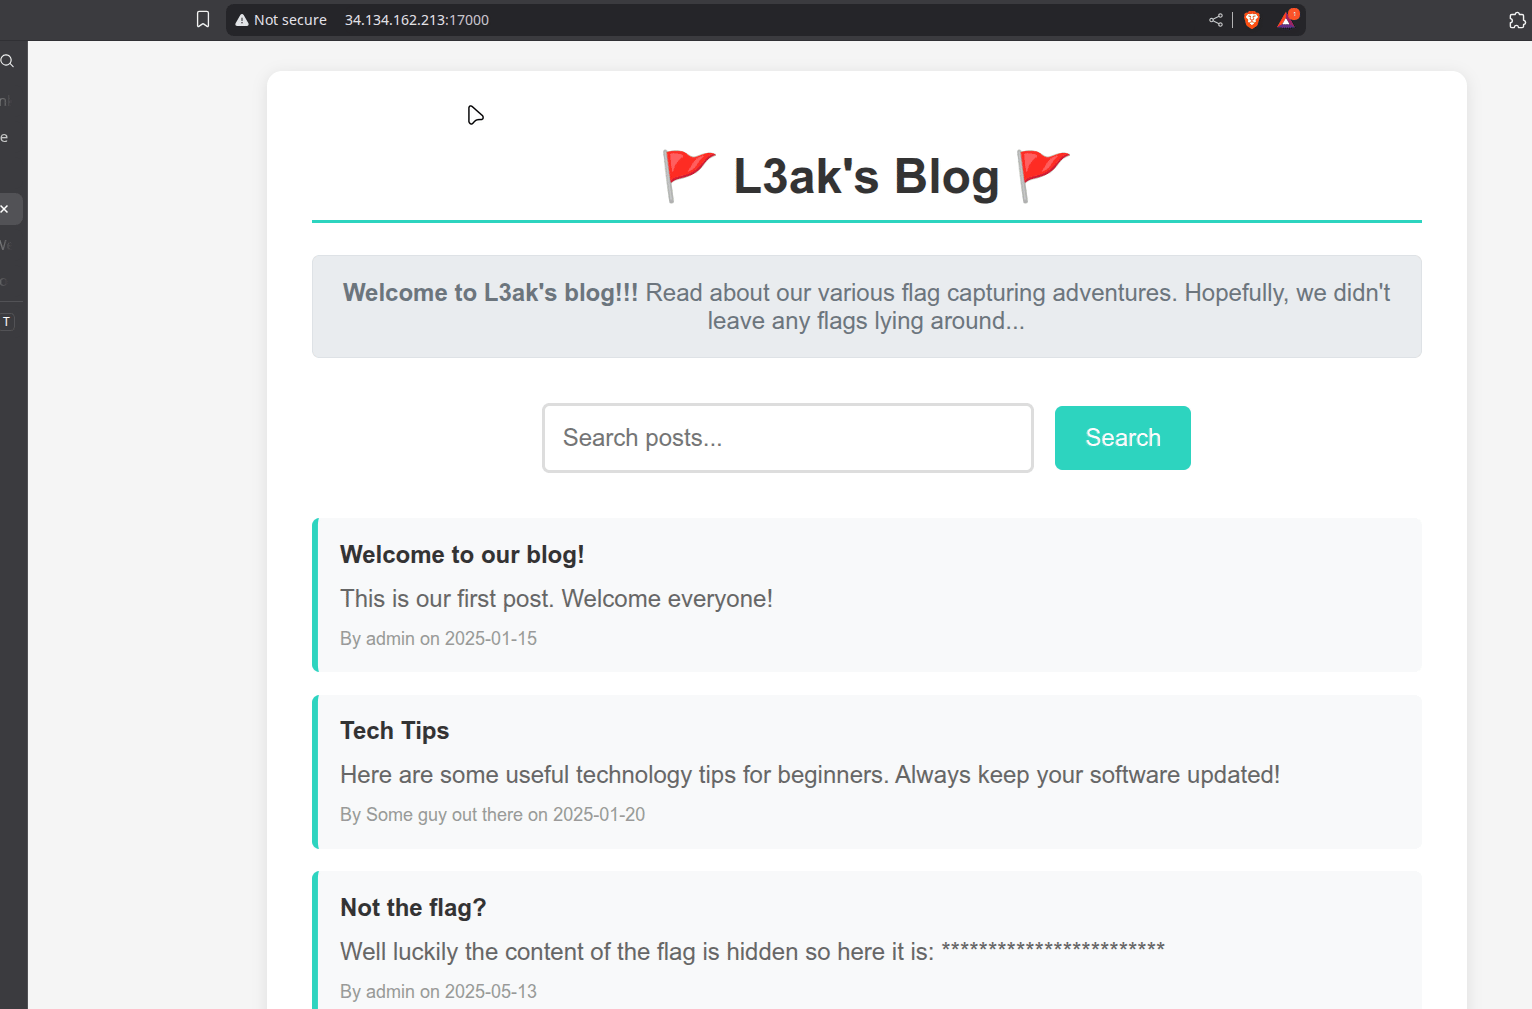 Not secure 34.134.162.213:17000
1
e
T
🚩 L3ak's Blog 🚩
Welcome to L3ak's blog!!! Read about our various flag capturing adventures. Hopefully, we didn't
leave any flags lying around...
Search posts... Search
Welcome to our blog!
This is our first post. Welcome everyone!
By admin on 2025-01-15
Tech Tips
Here are some useful technology tips for beginners. Always keep your software updated!
By Some guy out there on 2025-01-20
Not the flag?
Well luckily the content of the flag is hidden so here it is: ************************
By admin on 2025-05-13